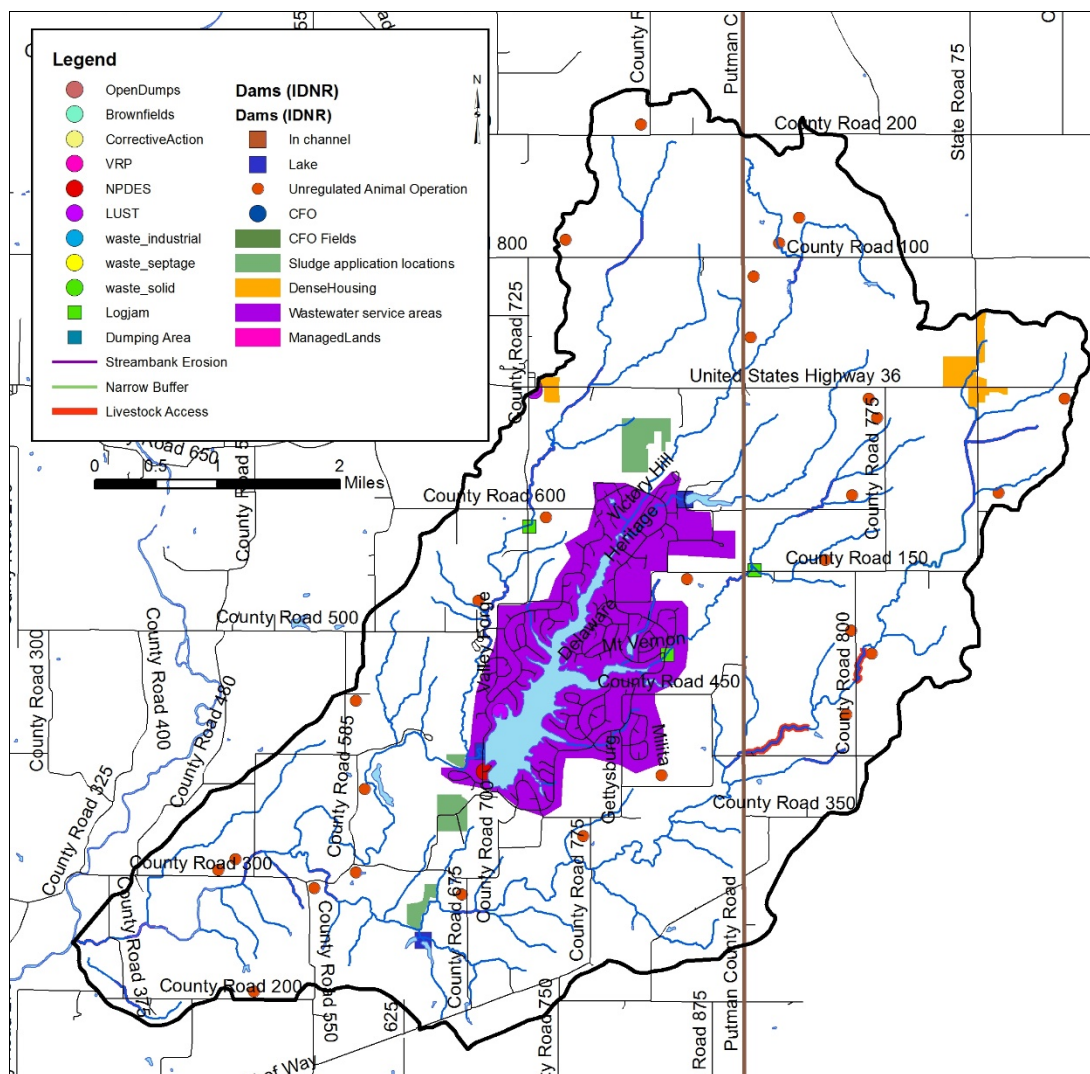 Legend
OpenDumps
Brownfields
CorrectiveAction
VRP
NPDES
LUST
waste_industrial
waste_septage
waste_solid
Logjam
Dumping Area
Streambank Erosion
Narrow Buffer
Livestock Access
Dams (IDNR)
Dams (IDNR)
In channel
Lake
Unregulated Animal Operation
CFO
CFO Fields
Sludge application locations
DenseHousing
Wastewater service areas
ManagedLands
N
0 0.5 1 2
Miles
County R
Putman C
State Road 75
County Road 200
800
County Road 100
County Road 725
United States Highway 36
County Road 775
Road 650
County Road 5
County Road 600
Victory Hill
Heritage
County Road 150
County Road 500
Valley Forge
Delaware
Mt Vernon
County Road 800
County Road 450
County Road 300
County Road 400
County Road 480
County Road 585
Militia
Gettysburg
County Road 325
County Road 700
County Road 350
County Road 300
County Road 675
County Road 775
County Road 375
County Road 550
Putman County Road
County Road 200
625
Road 750
Road 875
of Way